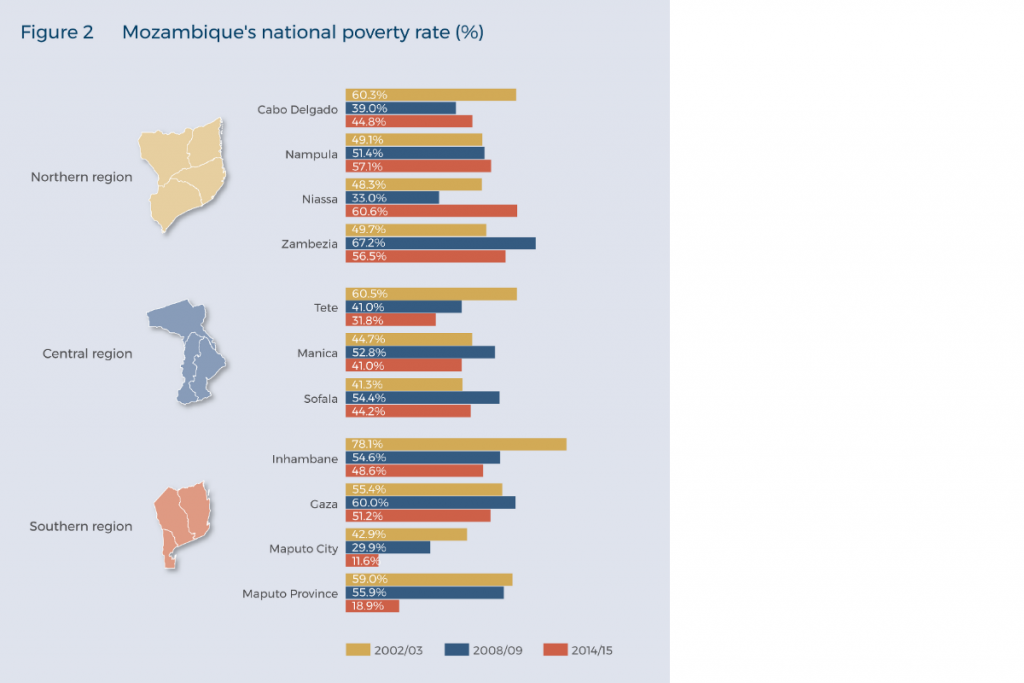 Figure 2 Mozambique's national poverty rate (%)
Northern region
Cabo Delgado
60.3%
39.0%
44.8%
Nampula
49.1%
51.4%
57.1%
Niassa
48.3%
33.0%
60.6%
Zambezia
49.7%
67.2%
56.5%
Central region
Tete
60.5%
41.0%
31.8%
Manica
44.7%
52.8%
41.0%
Sofala
41.3%
54.4%
44.2%
Southern region
Inhambane
78.1%
54.6%
48.6%
Gaza
55.4%
60.0%
51.2%
Maputo City
42.9%
29.9%
11.6%
Maputo Province
59.0%
55.9%
18.9%
2002/03 2008/09 2014/15